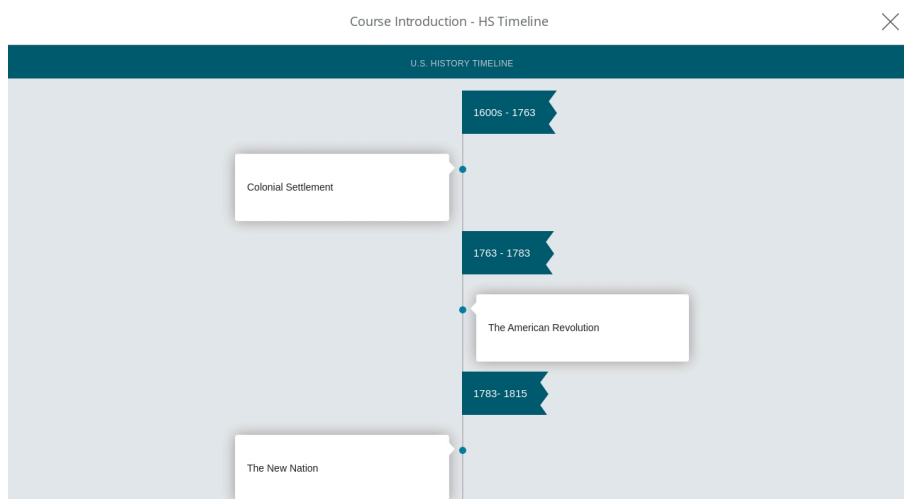 Course Introduction - HS Timeline
U.S. HISTORY TIMELINE
1600s - 1763
Colonial Settlement
1763 - 1783
The American Revolution
1783- 1815
The New Nation